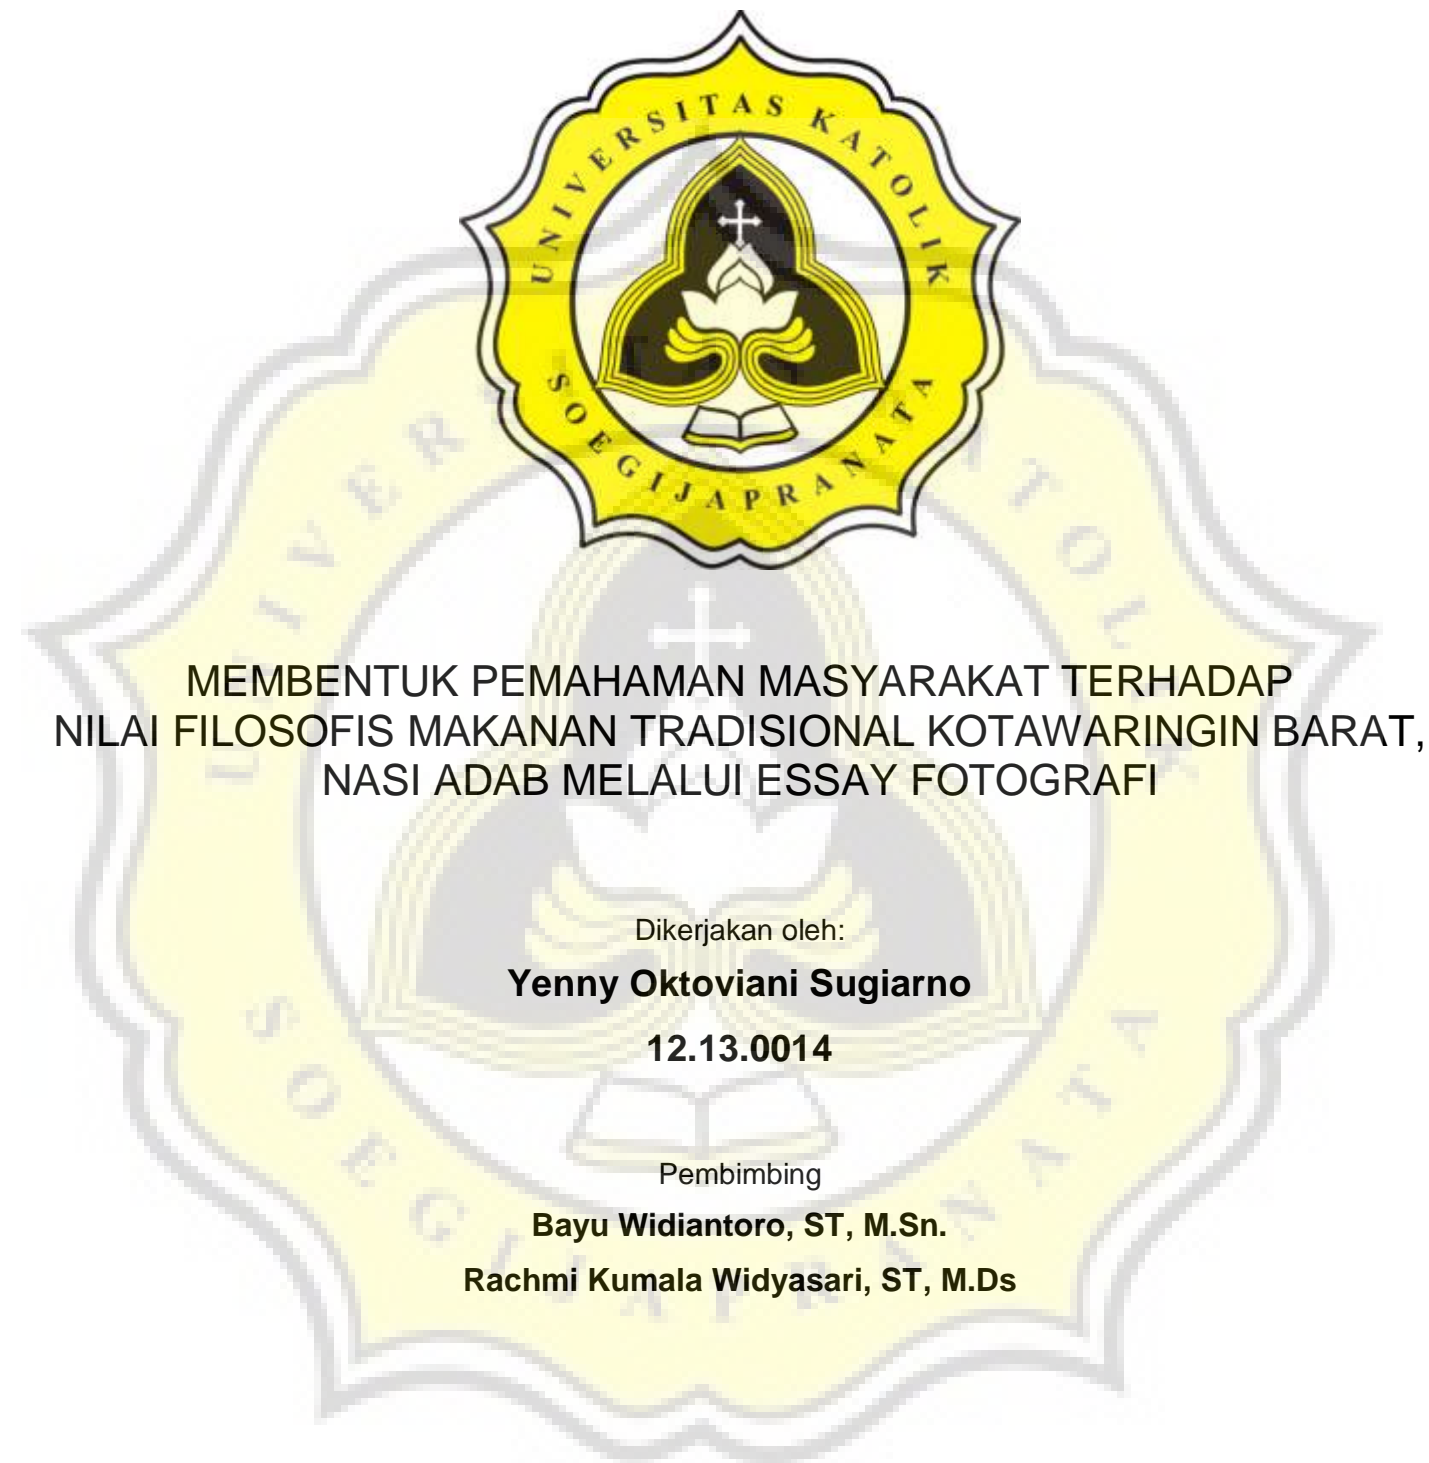 UNIVERSITAS KATOLIK
SOEGIJAPRANATA
MEMBENTUK PEMAHAMAN MASYARAKAT TERHADAP
NILAI FILOSOFIS MAKANAN TRADISIONAL KOTAWARINGIN BARAT,
NASI ADAB MELALUI ESSAY FOTOGRAFI
Dikerjakan oleh:
Yenny Oktoviani Sugiarno
12.13.0014
Pembimbing
Bayu Widiantoro, ST, M.Sn.
Rachmi Kumala Widyasari, ST, M.Ds